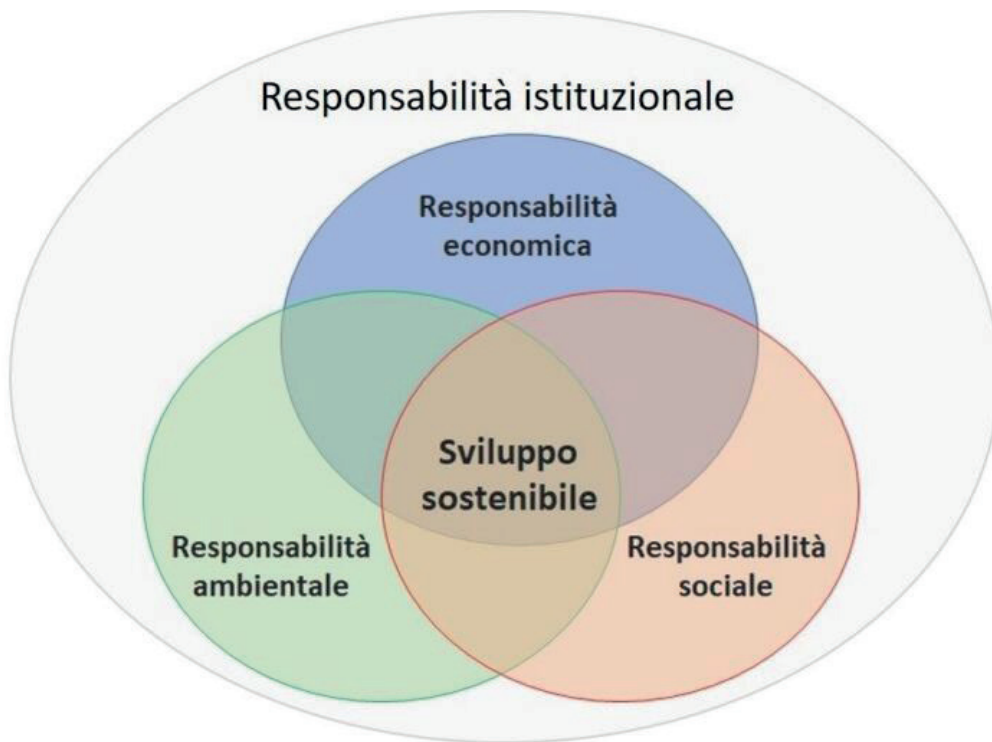 Responsabilità istituzionale
Responsabilità
economica
Sviluppo
sostenibile
Responsabilità
ambientale
Responsabilità
sociale